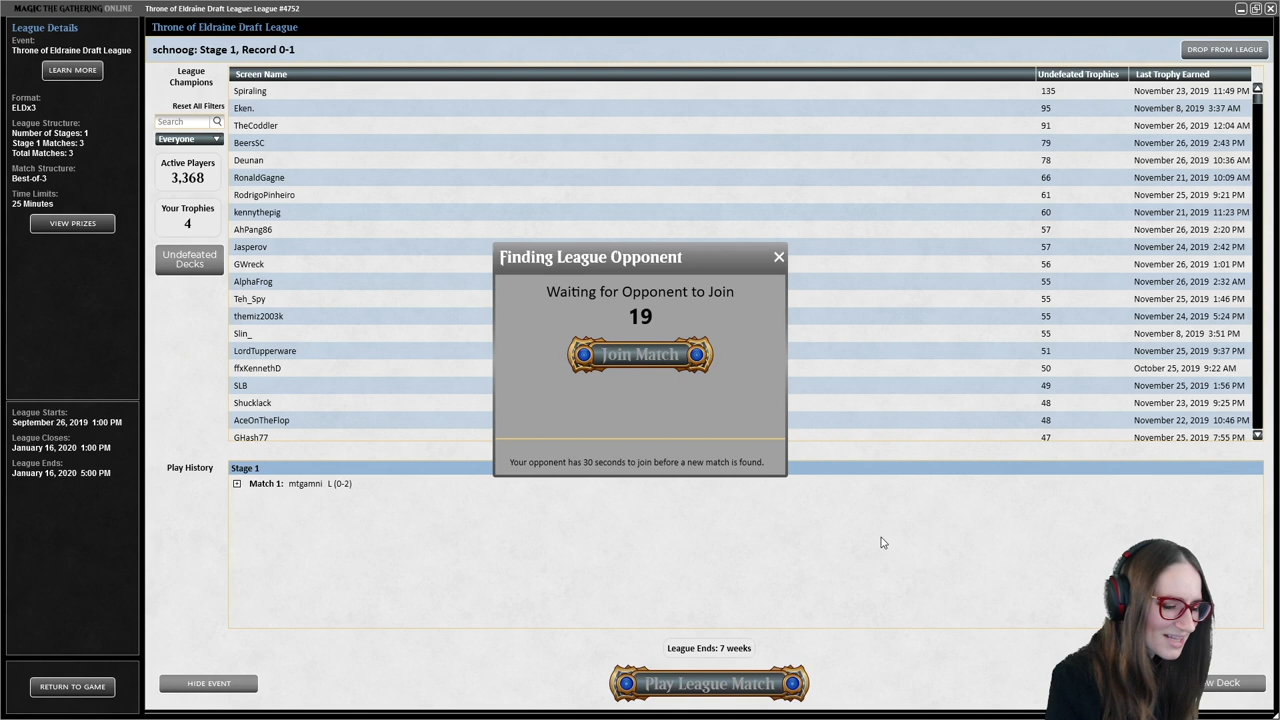 MAGIC THE GATHERING ONLINE
Throne of Eldraine Draft League: League #4752
League Details
Event:
Throne of Eldraine Draft League
LEARN MORE
Format:
ELDx3
League Structure:
Number of Stages: 1
Stage 1 Matches: 3
Total Matches: 3
Match Structure:
Best-of-3
Time Limits:
25 Minutes
VIEW PRIZES
League Starts:
September 26, 2019 1:00 PM
League Closes:
January 16, 2020 1:00 PM
League Ends:
January 16, 2020 5:00 PM
RETURN TO GAME
Throne of Eldraine Draft League
schnoog: Stage 1, Record 0-1
DROP FROM LEAGUE
League
Champions
Reset All Filters
Search
Everyone
Active Players
3,368
Your Trophies
4
Undefeated
Decks
Screen Name Undefeated Trophies Last Trophy Earned
Spiraling 135 November 23, 2019 11:49 PM
Eken. 95 November 8, 2019 3:37 AM
TheCoddler 91 November 26, 2019 12:04 AM
BeersSC 79 November 26, 2019 2:43 PM
Deunan 78 November 26, 2019 10:36 AM
RonaldGagne 66 November 21, 2019 10:09 AM
RodrigoPinheiro 61 November 25, 2019 9:21 PM
kennythepig 60 November 21, 2019 11:23 PM
AhPang86 57 November 26, 2019 2:20 PM
Jasperov 57 November 24, 2019 2:42 PM
GWreck 56 November 26, 2019 1:01 PM
AlphaFrog 55 November 26, 2019 2:32 AM
Teh_Spy 55 November 25, 2019 1:46 PM
themiz2003k 55 November 24, 2019 5:24 PM
Slin_ 55 November 8, 2019 3:51 PM
LordTupperware 51 November 25, 2019 9:37 PM
ffxKennethD 50 October 25, 2019 9:22 AM
SLB 49 November 25, 2019 1:56 PM
Shucklack 48 November 23, 2019 9:25 PM
AceOnTheFlop 48 November 22, 2019 10:46 PM
GHash77 47 November 25, 2019 7:55 PM
Finding League Opponent
Waiting for Opponent to Join
19
Join Match
Your opponent has 30 seconds to join before a new match is found.
Play History
Stage 1
Match 1: mtgamni L (0-2)
League Ends: 7 weeks
HIDE EVENT
Play League Match
Deck